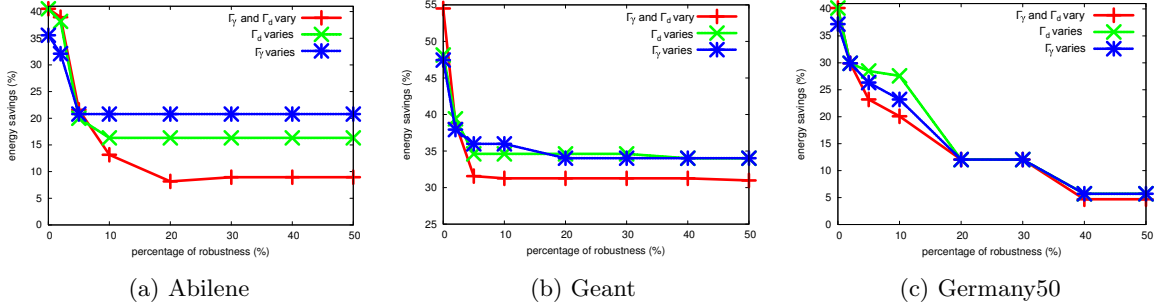 40
35
30
25
20
15
10
5
0
0
10
20
30
40
50
energy savings (%)
percentage of robustness (%)
Γγ and Γd vary
Γd varies
Γγ varies
(a) Abilene
55
50
45
40
35
30
25
0
10
20
30
40
50
energy savings (%)
percentage of robustness (%)
Γγ and Γd vary
Γd varies
Γγ varies
(b) Geant
40
35
30
25
20
15
10
5
0
0
10
20
30
40
50
energy savings (%)
percentage of robustness (%)
Γγ and Γd vary
Γd varies
Γγ varies
(c) Germany50